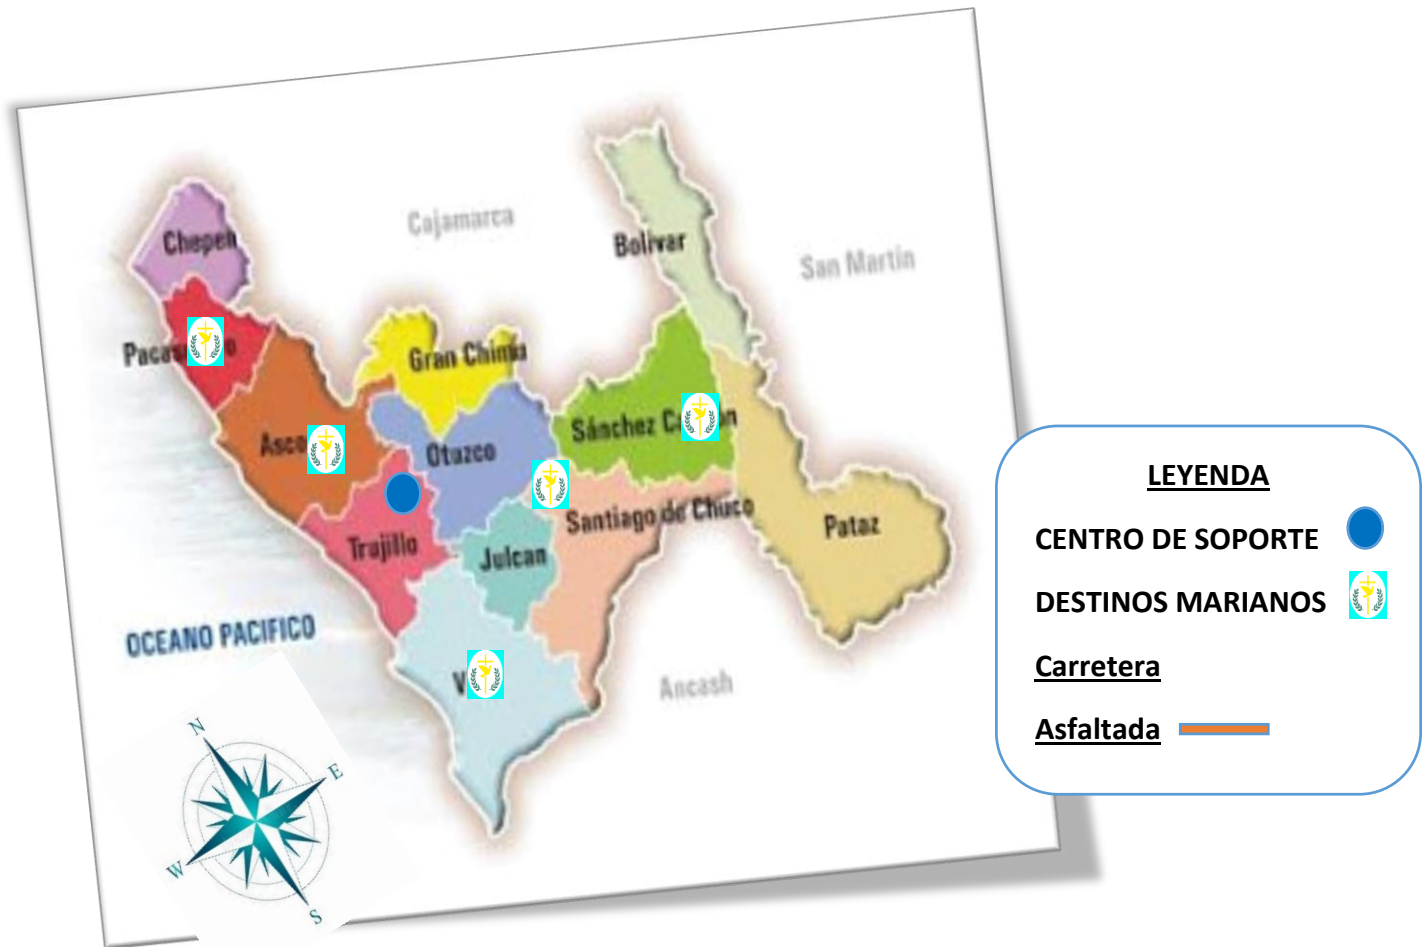 Cajamarca
Chepen
Bolivar
San Martin
Gran Chimu
Otuzco
Santiago de Chuco
Pataz
Trujillo
Julcan
OCEANO PACIFICO
Ancash
N
E
W
S
LEYENDA
CENTRO DE SOPORTE
DESTINOS MARIANOS
Carretera
Asfaltada
Sánchez